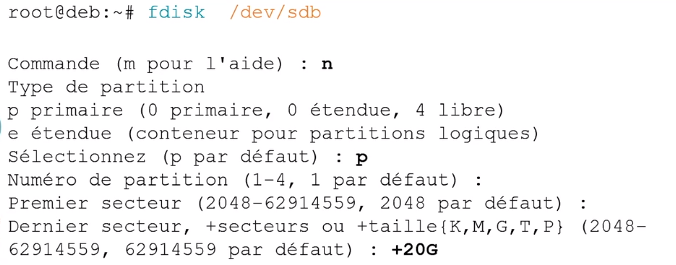 root@deb:~# fdisk /dev/sdb
Commande (m pour l'aide) : n
Type de partition
p primaire (0 primaire, 0 étendue, 4 libre)
e étendue (conteneur pour partitions logiques)
Sélectionnez (p par défaut) : p
Numéro de partition (1-4, 1 par défaut) :
Premier secteur (2048-62914559, 2048 par défaut) :
Dernier secteur, +secteurs ou +taille{K,M,G,T,P} (2048-
62914559, 62914559 par défaut) : +20G